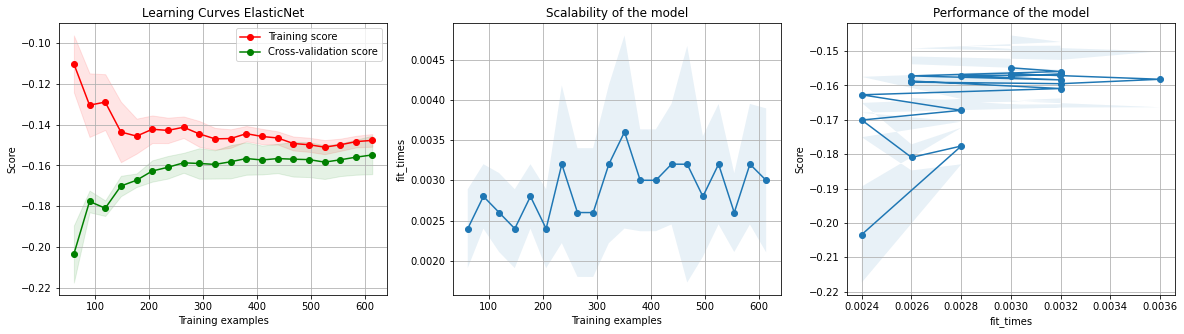 Learning Curves ElasticNet
Training score
Cross-validation score
−0.10
−0.12
−0.14
−0.16
−0.18
−0.20
−0.22
Score
100 200 300 400 500 600
Training examples
Scalability of the model
0.0045
0.0040
0.0035
0.0030
0.0025
0.0020
fit_times
100 200 300 400 500 600
Training examples
Performance of the model
−0.15
−0.16
−0.17
−0.18
−0.19
−0.20
−0.21
−0.22
Score
0.0024 0.0026 0.0028 0.0030 0.0032 0.0034 0.0036
fit_times